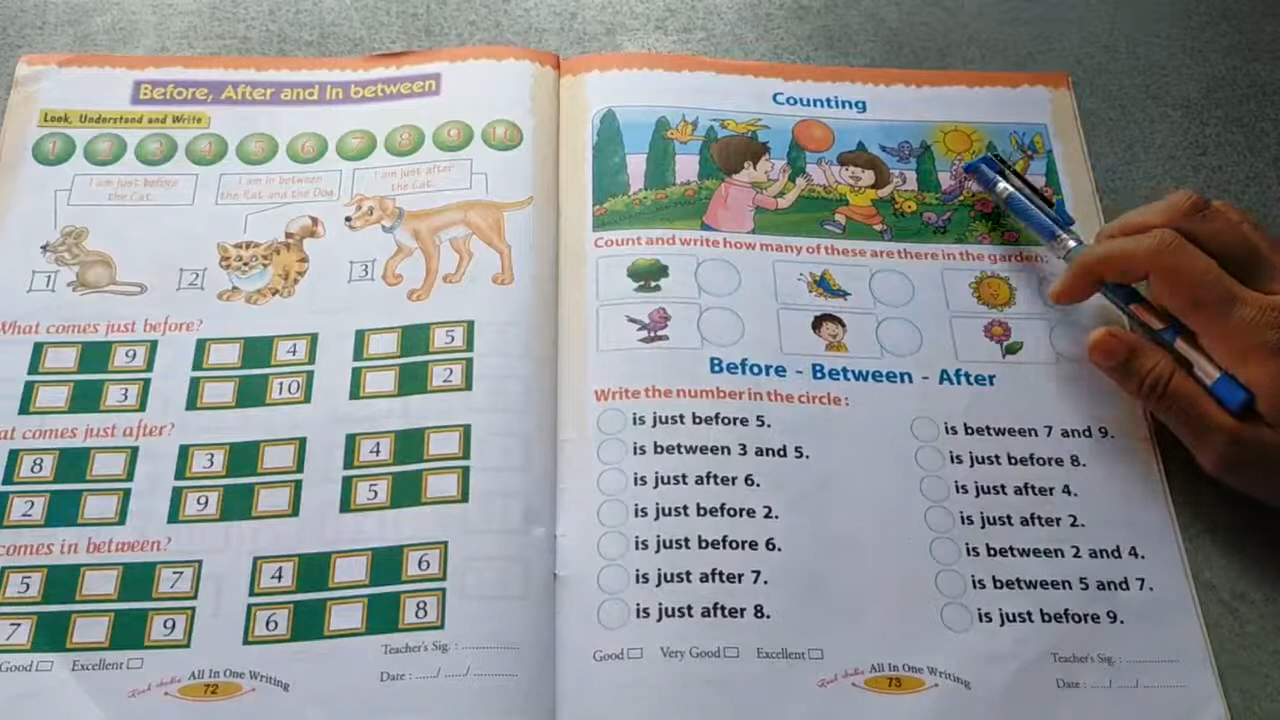 Before, After and In between
Look, Understand and Write
1 2 3 4 5 6 7 8 9 10
I am just before
the Cat.
I am in between
the Cat and the Dog
I am just after
the Cat.
1
2
3
What comes just before?
9 4 5
3 10 2
at comes just after?
8 3 4
2 9 5
comes in between?
5 7 4 6
7 9 6 8
Good Excellent
Teacher's Sig. : ..................
Date : ....../ ....../ ............
All In One Writing
72
Counting
Count and write how many of these are there in the garden:
Before - Between - After
Write the number in the circle :
is just before 5.
is between 3 and 5.
is just after 6.
is just before 2.
is just before 6.
is just after 7.
is just after 8.
is between 7 and 9.
is just before 8.
is just after 4.
is just after 2.
is between 2 and 4.
is between 5 and 7.
is just before 9.
Good Very Good Excellent
All In One Writing
73
Teacher's Sig. : ................
Date : ....../ ....../ ............